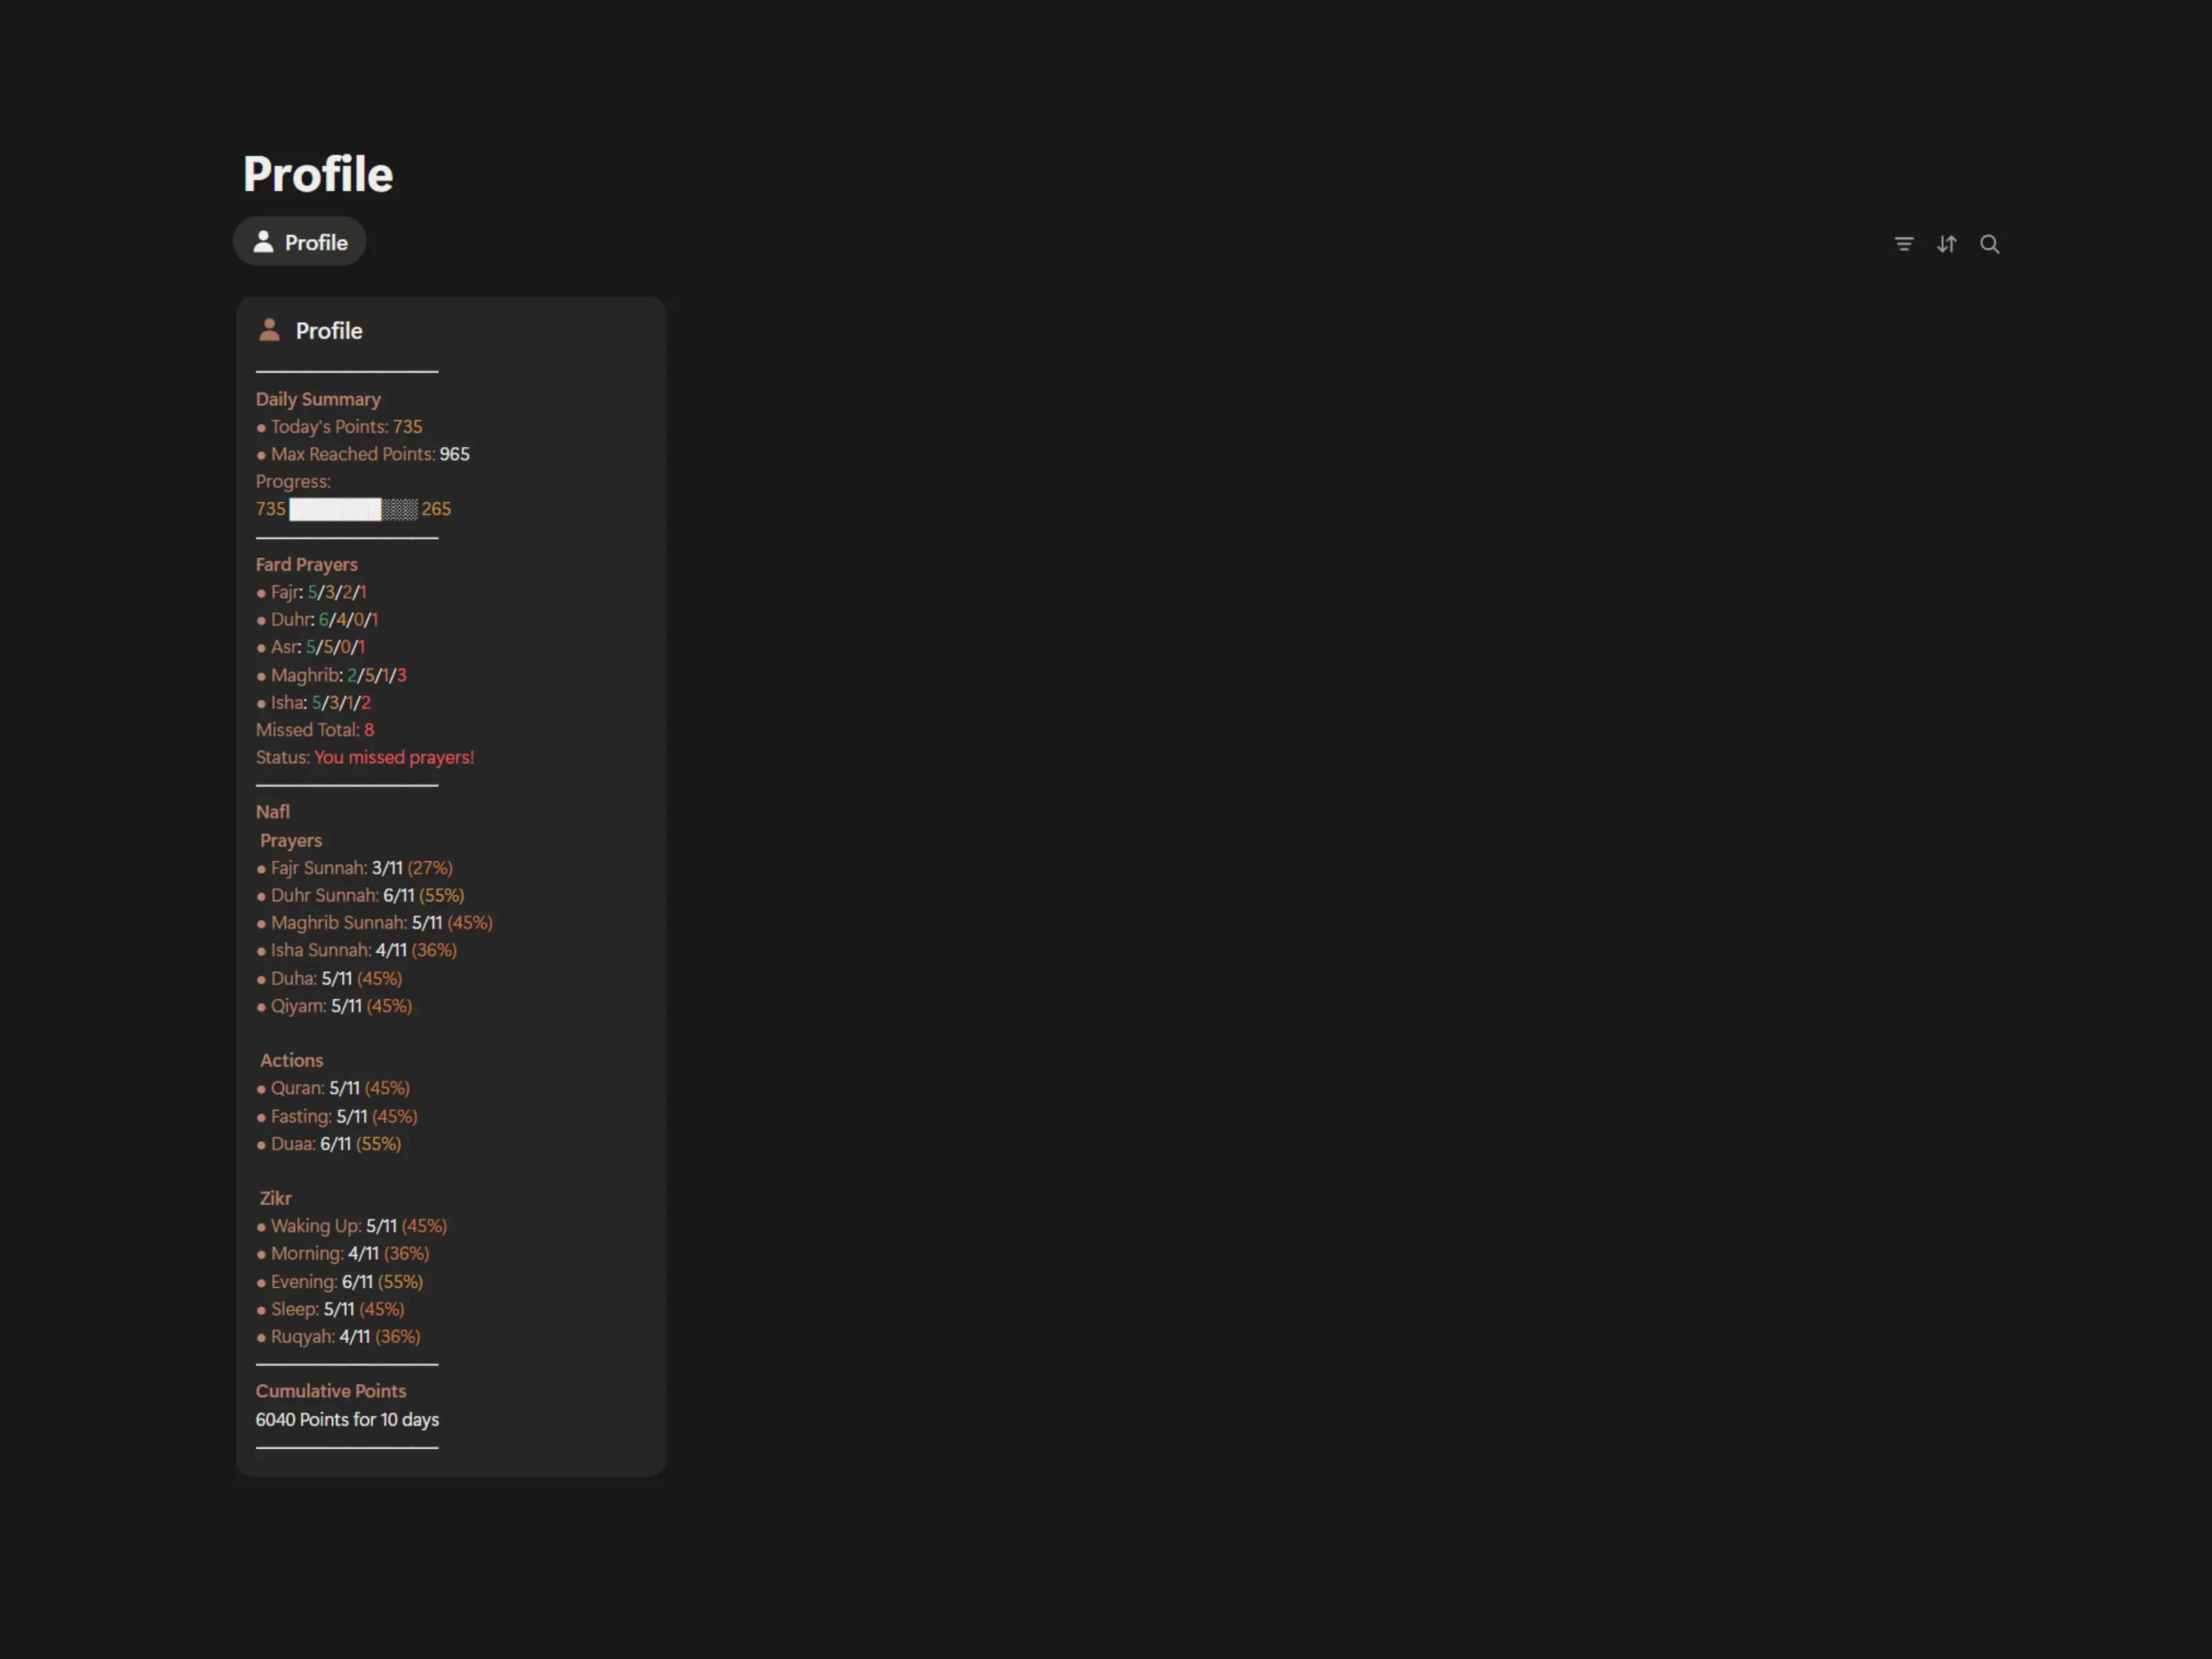 Profile
Profile
Profile
Daily Summary
● Today's Points: 735
● Max Reached Points: 965
Progress:
735 ███████░░░ 265
Fard Prayers
● Fajr: 5/3/2/1
● Duhr: 6/4/0/1
● Asr: 5/5/0/1
● Maghrib: 2/5/1/3
● Isha: 5/3/1/2
Missed Total: 8
Status: You missed prayers!
Nafl
Prayers
● Fajr Sunnah: 3/11 (27%)
● Duhr Sunnah: 6/11 (55%)
● Maghrib Sunnah: 5/11 (45%)
● Isha Sunnah: 4/11 (36%)
● Duha: 5/11 (45%)
● Qiyam: 5/11 (45%)
Actions
● Quran: 5/11 (45%)
● Fasting: 5/11 (45%)
● Duaa: 6/11 (55%)
Zikr
● Waking Up: 5/11 (45%)
● Morning: 4/11 (36%)
● Evening: 6/11 (55%)
● Sleep: 5/11 (45%)
● Ruqyah: 4/11 (36%)
Cumulative Points
6040 Points for 10 days